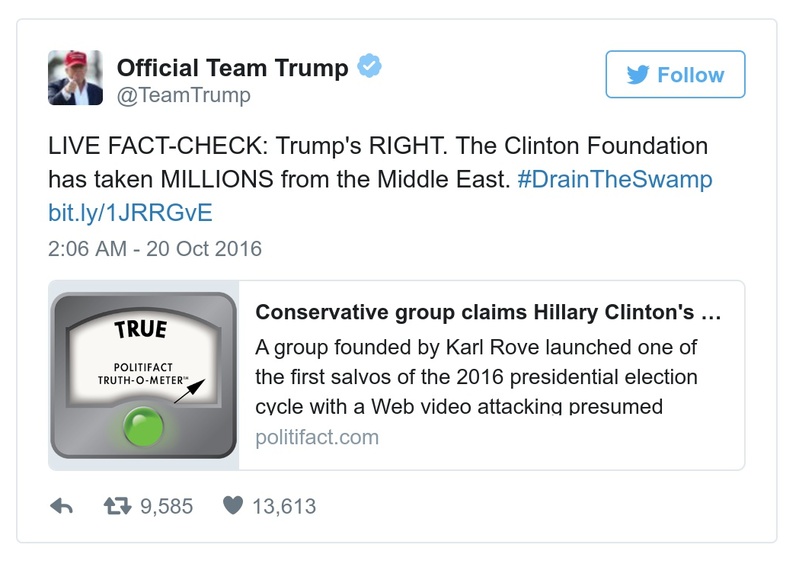 Official Team Trump
@TeamTrump
Follow
LIVE FACT-CHECK: Trump's RIGHT. The Clinton Foundation
has taken MILLIONS from the Middle East. #DrainTheSwamp
bit.ly/1JRRGvE
2:06 AM - 20 Oct 2016
TRUE
POLITIFACT
TRUTH-O-METER™
Conservative group claims Hillary Clinton's ...
A group founded by Karl Rove launched one of
the first salvos of the 2016 presidential election
cycle with a Web video attacking presumed
politifact.com
9,585 13,613